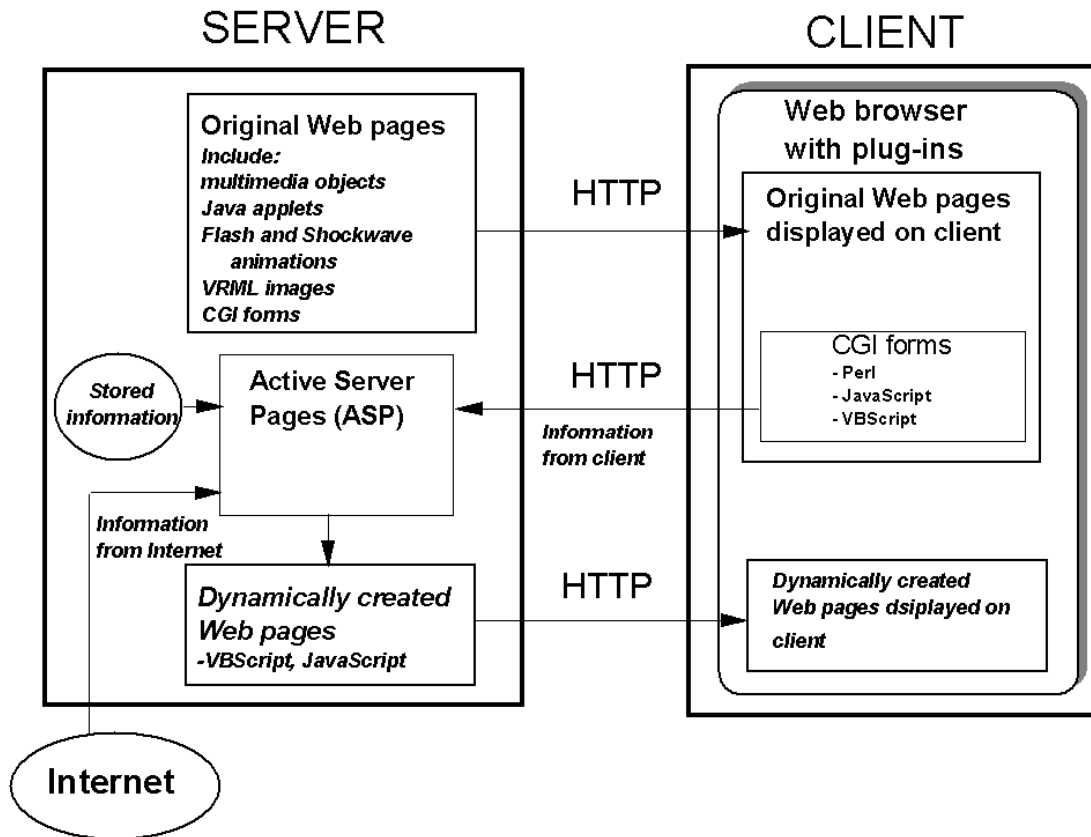 SERVER
CLIENT
Original Web pages
Include:
multimedia objects
Java applets
Flash and Shockwave
animations
VRML images
CGI forms
HTTP
Web browser
with plug-ins
Original Web pages
displayed on client
CGI forms
- Perl
- JavaScript
- VBScript
Stored
information
Active Server
Pages (ASP)
HTTP
Information
from client
Information
from Internet
Dynamically created
Web pages
-VBScript, JavaScript
HTTP
Dynamically created
Web pages dsiplayed on
client
Internet